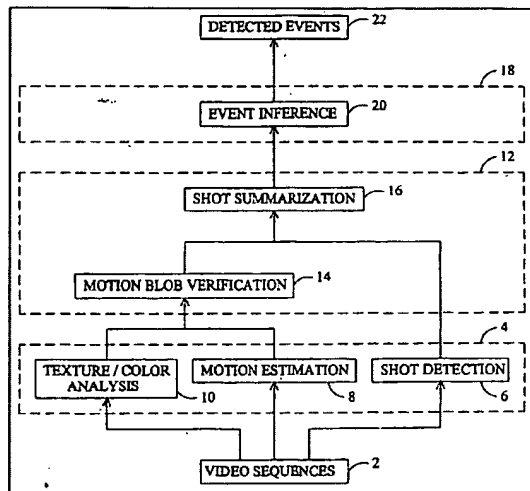 DETECTED EVENTS
22
18
EVENT INFERENCE
20
12
SHOT SUMMARIZATION
16
MOTION BLOB VERIFICATION
14
4
TEXTURE / COLOR
ANALYSIS
10
MOTION ESTIMATION
8
SHOT DETECTION
6
VIDEO SEQUENCES
2